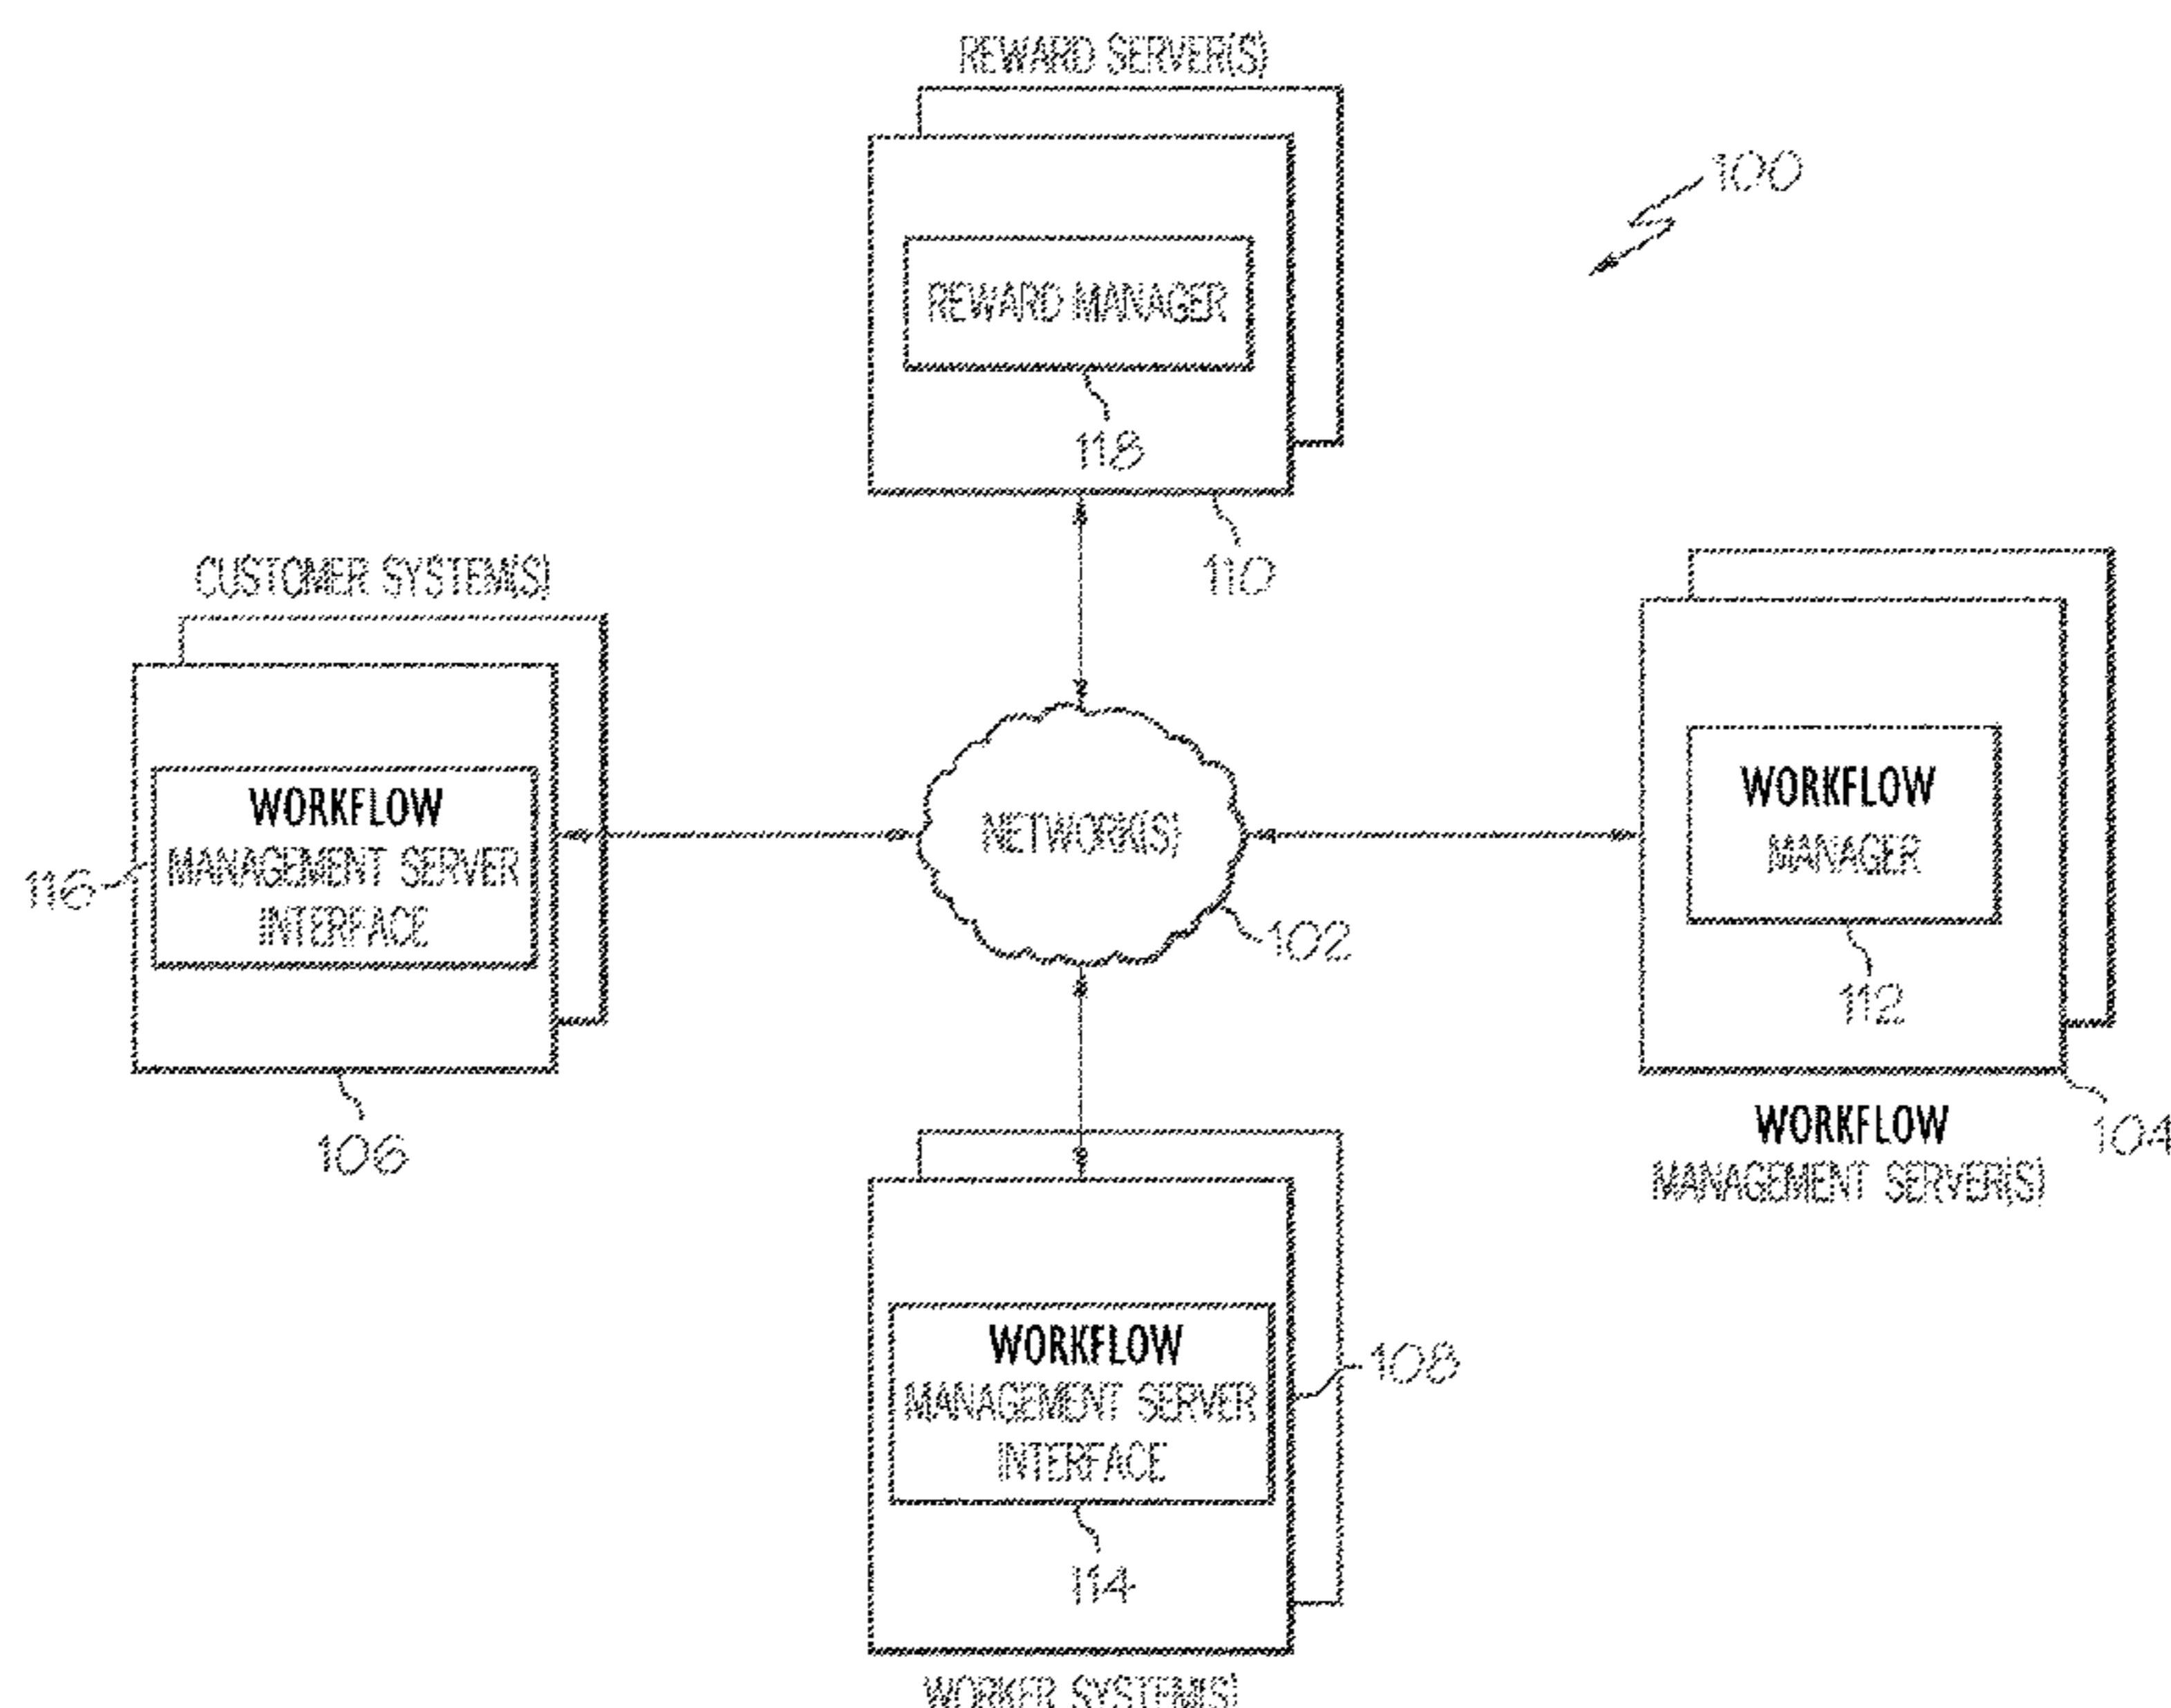 REWARD SERVER(S)
100
REWARD MANAGER
118
110
CUSTOMER SYSTEM(S)
WORKFLOW
MANAGEMENT SERVER
INTERFACE
116
106
NETWORK(S)
102
WORKFLOW
MANAGER
112
104
WORKFLOW
MANAGEMENT SERVER(S)
WORKFLOW
MANAGEMENT SERVER
INTERFACE
108
114
WORKER SYSTEM(S)